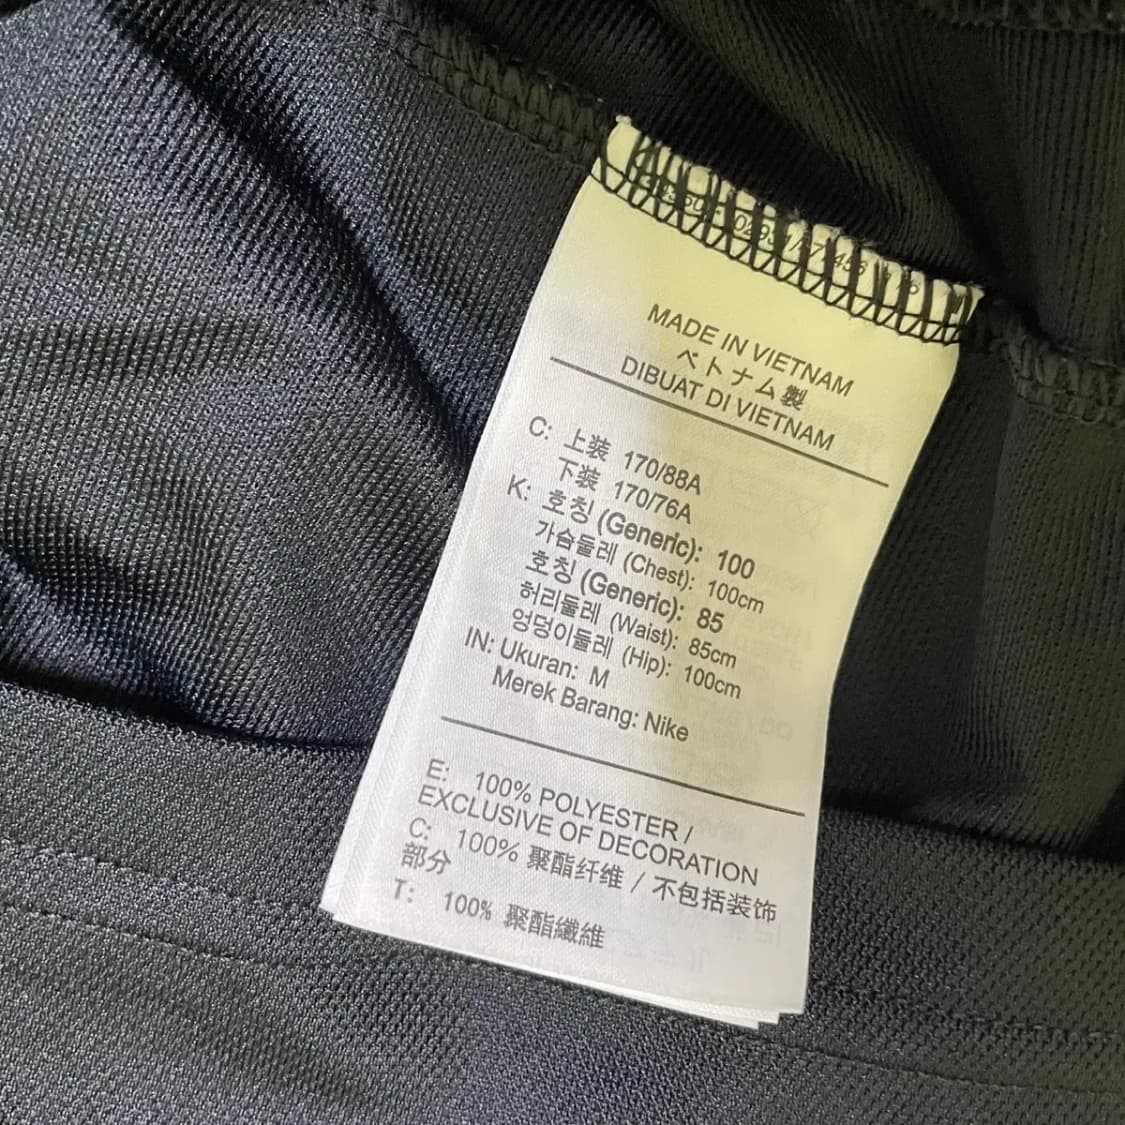 MADE IN VIETNAM
ベトナム製
DIBUAT DI VIETNAM
C: 上装 170/88A
下装 170/76A
K: 호칭 (Generic): 100
가슴둘레 (Chest): 100cm
호칭 (Generic): 85
허리둘레 (Waist): 85cm
엉덩이둘레 (Hip): 100cm
IN: Ukuran: M
Merek Barang: Nike
E: 100% POLYESTER /
EXCLUSIVE OF DECORATION
C: 100% 聚酯纤维 / 不包括装饰
部分
T: 100% 聚酯纖維